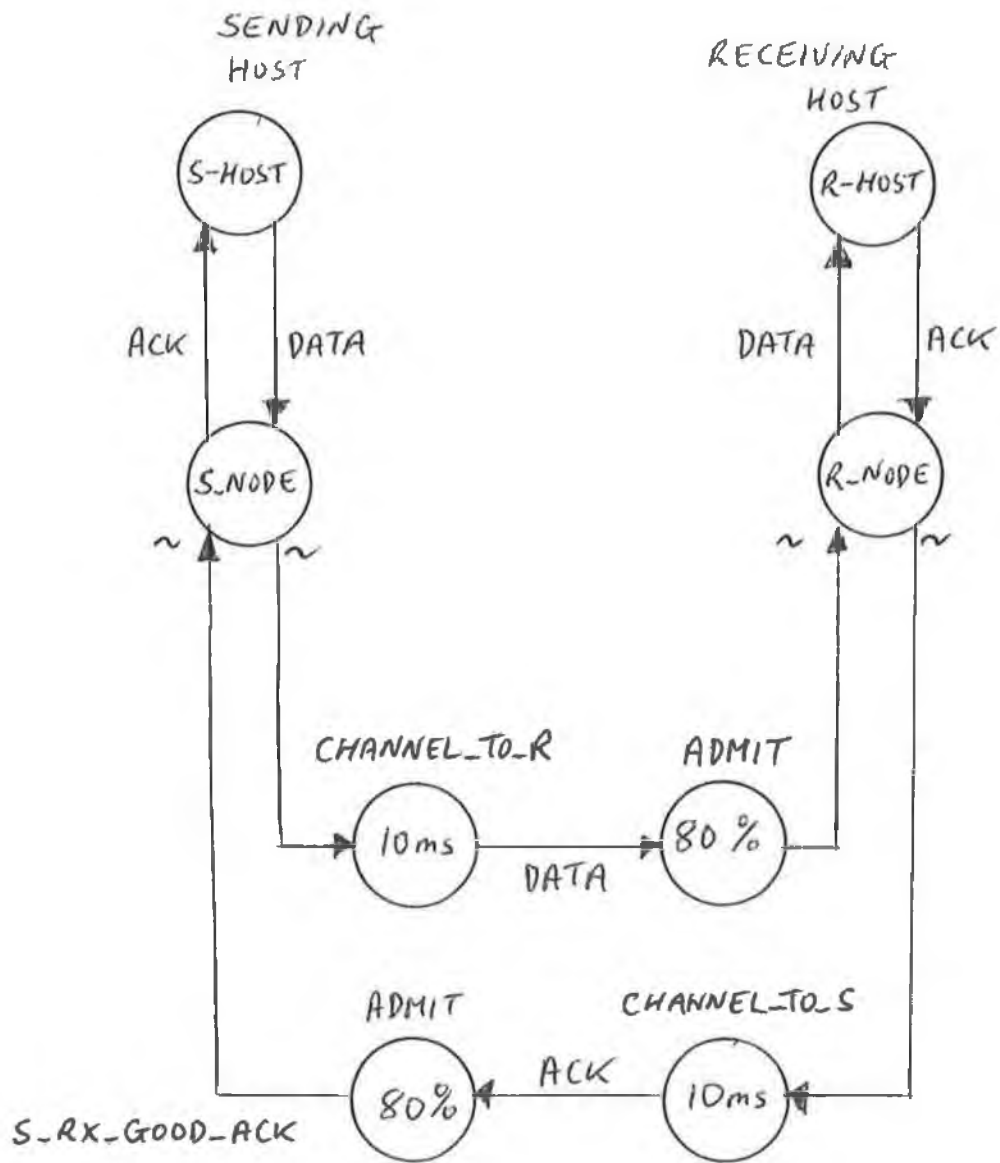 SENDING
HOST
RECEIVING
HOST
S-HOST
R-HOST
ACK
DATA
DATA
ACK
S_NODE
R_NODE
~
~
~
~
CHANNEL_TO_R
ADMIT
10ms
80%
DATA
ADMIT
CHANNEL_TO_S
ACK
80%
10ms
S_RX_GOOD_ACK